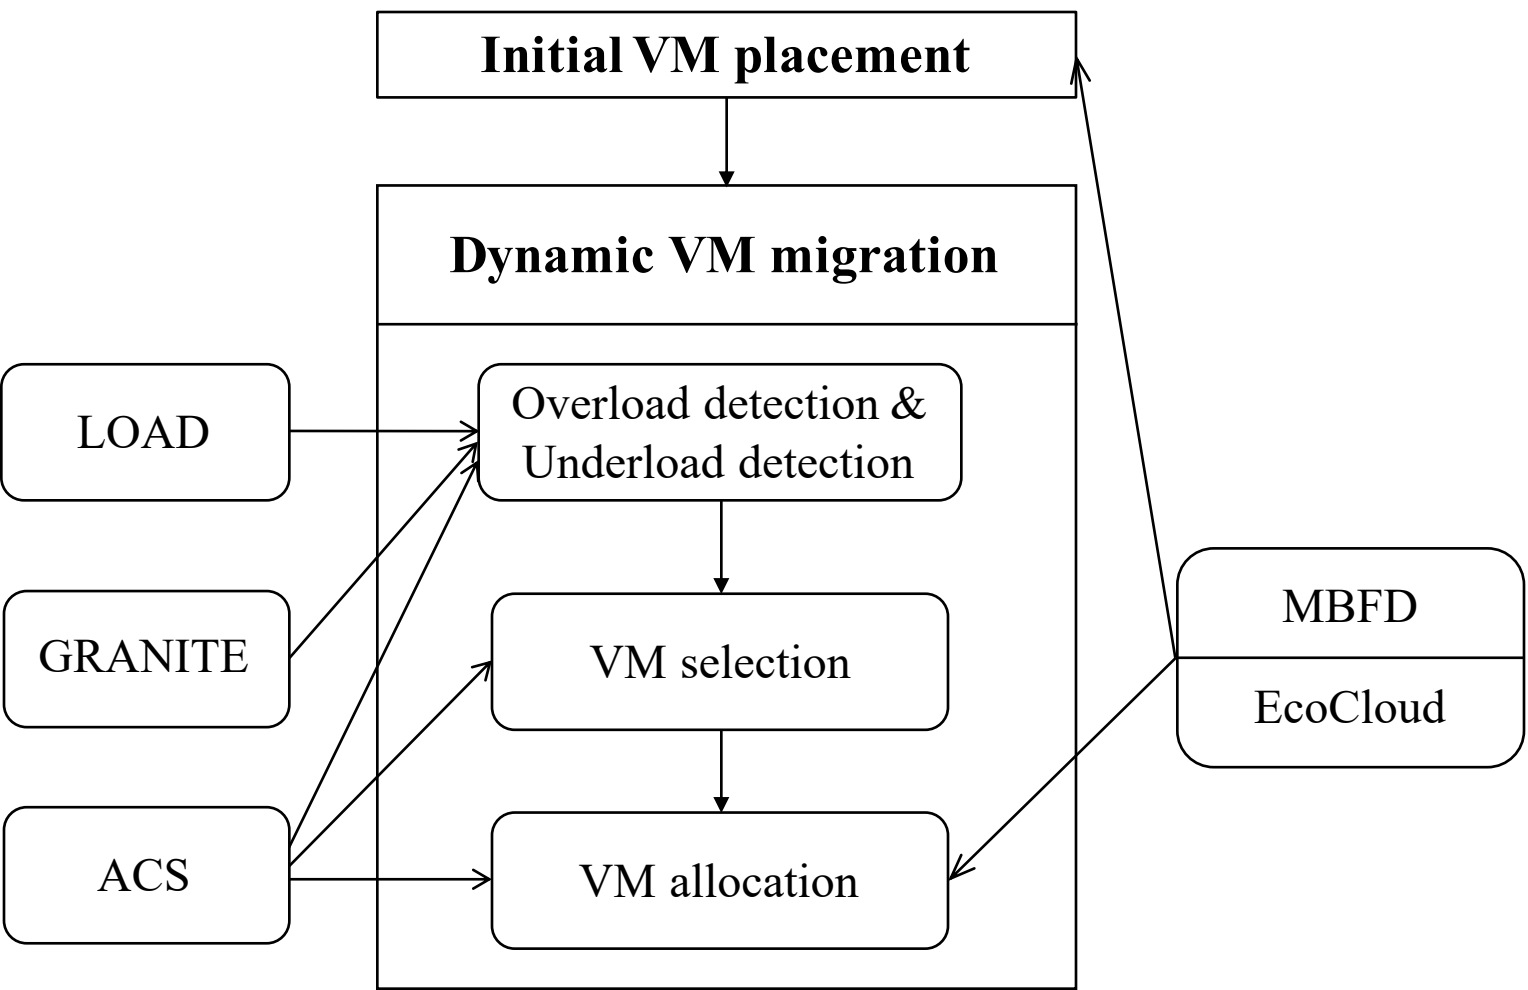 Initial VM placement
Dynamic VM migration
LOAD
Overload detection &
Underload detection
GRANITE
VM selection
MBFD
EcoCloud
ACS
VM allocation